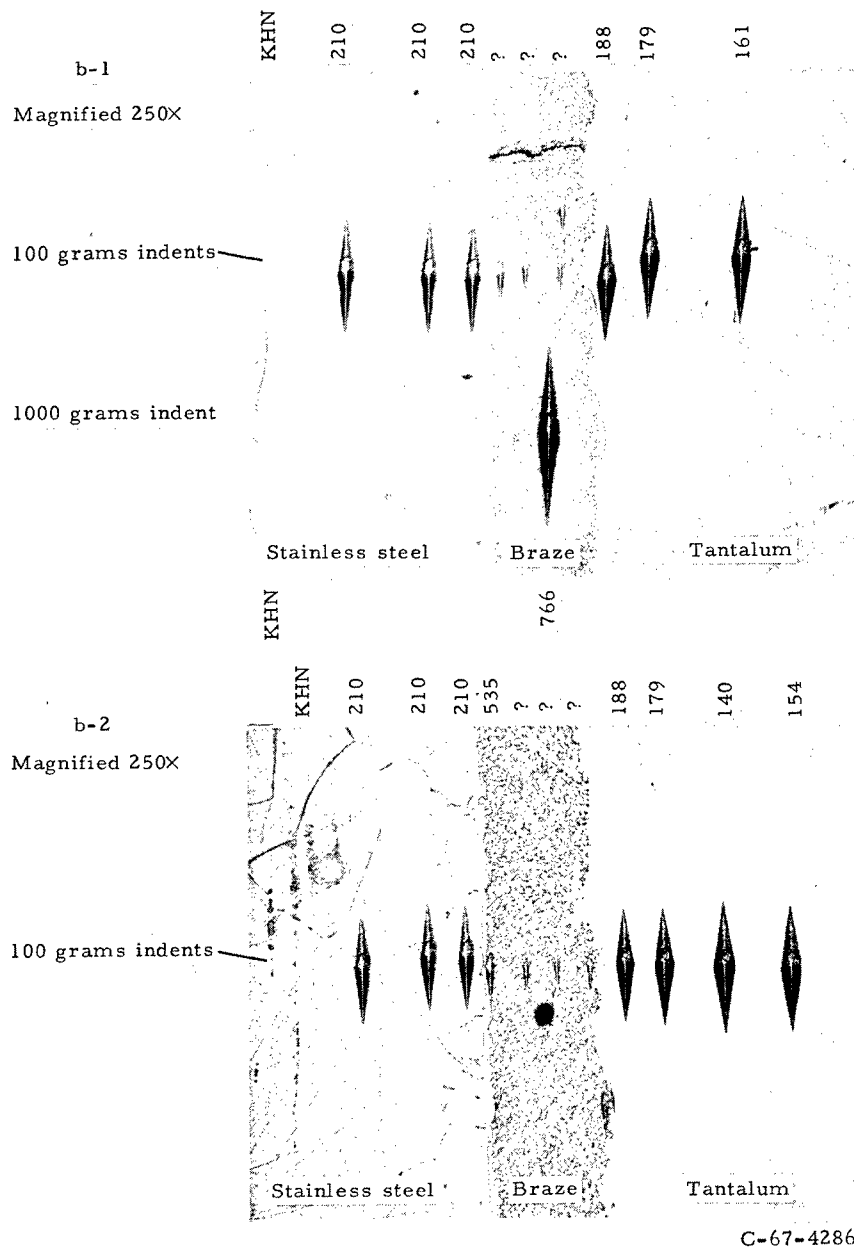 KHN 210 210 210 ? ? ? 188 179 161
b-1
Magnified 250×
100 grams indents
1000 grams indent
Stainless steel Braze Tantalum
KHN 766
KHN 210 210 210 535 ? ? ? 188 179 140 154
b-2
Magnified 250×
100 grams indents
Stainless steel Braze Tantalum
C-67-4286